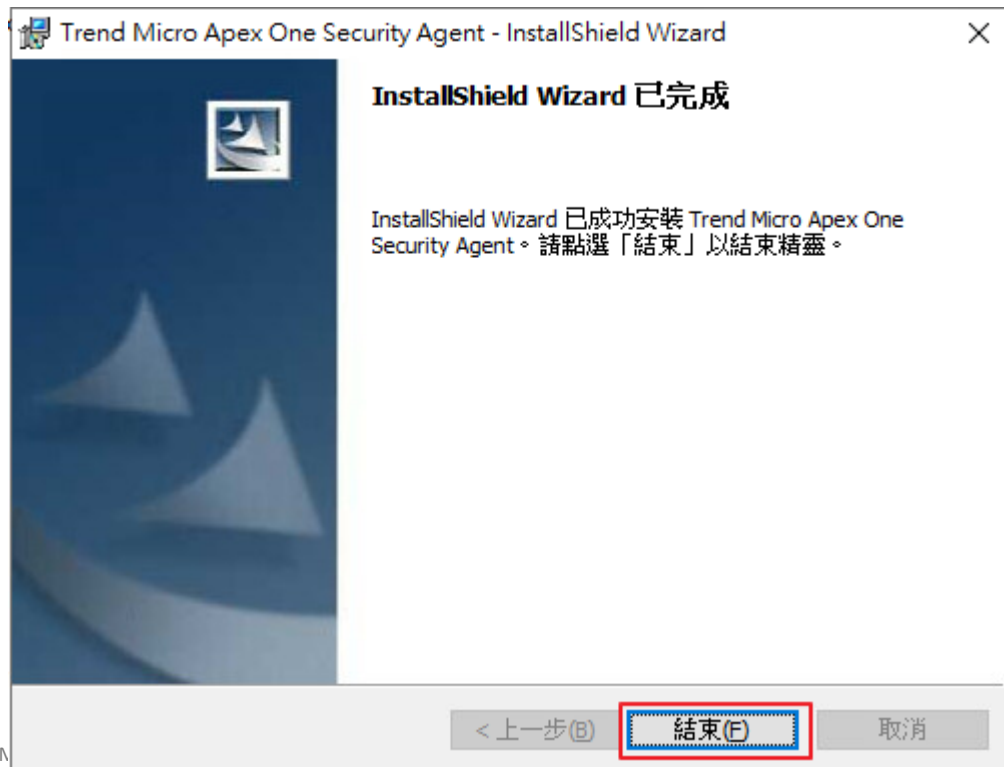 Trend Micro Apex One Security Agent - InstallShield Wizard
InstallShield Wizard 已完成
InstallShield Wizard 已成功安裝 Trend Micro Apex One
Security Agent。請點選「結束」以結束精靈。
< 上一步(B) 結束(F) 取消